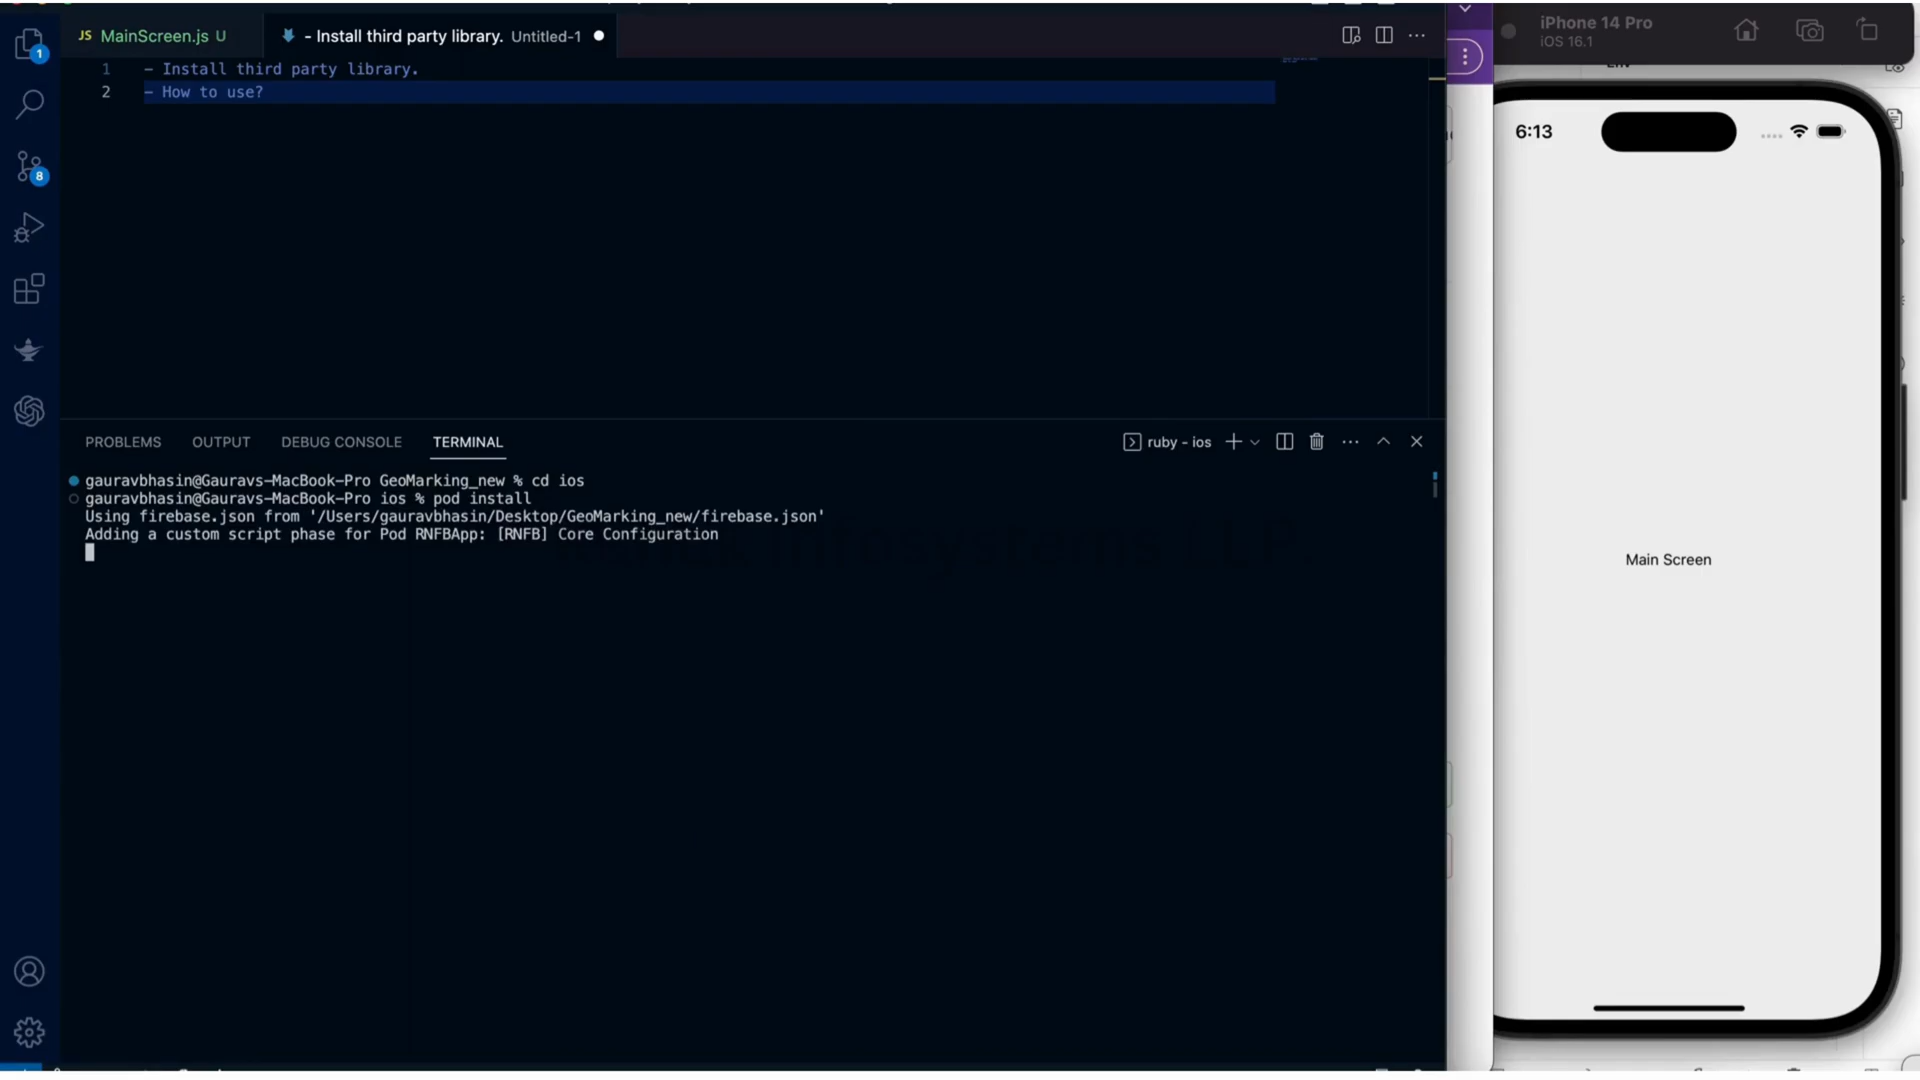 JS MainScreen.js U
- Install third party library. Untitled-1
1 - Install third party library.
2 - How to use?
1
8
PROBLEMS OUTPUT DEBUG CONSOLE TERMINAL
ruby - ios
gauravbhasin@Gauravs-MacBook-Pro GeoMarking_new % cd ios
gauravbhasin@Gauravs-MacBook-Pro ios % pod install
Using firebase.json from '/Users/gauravbhasin/Desktop/GeoMarking_new/firebase.json'
Adding a custom script phase for Pod RNFBApp: [RNFB] Core Configuration
iPhone 14 Pro
iOS 16.1
6:13
Main Screen